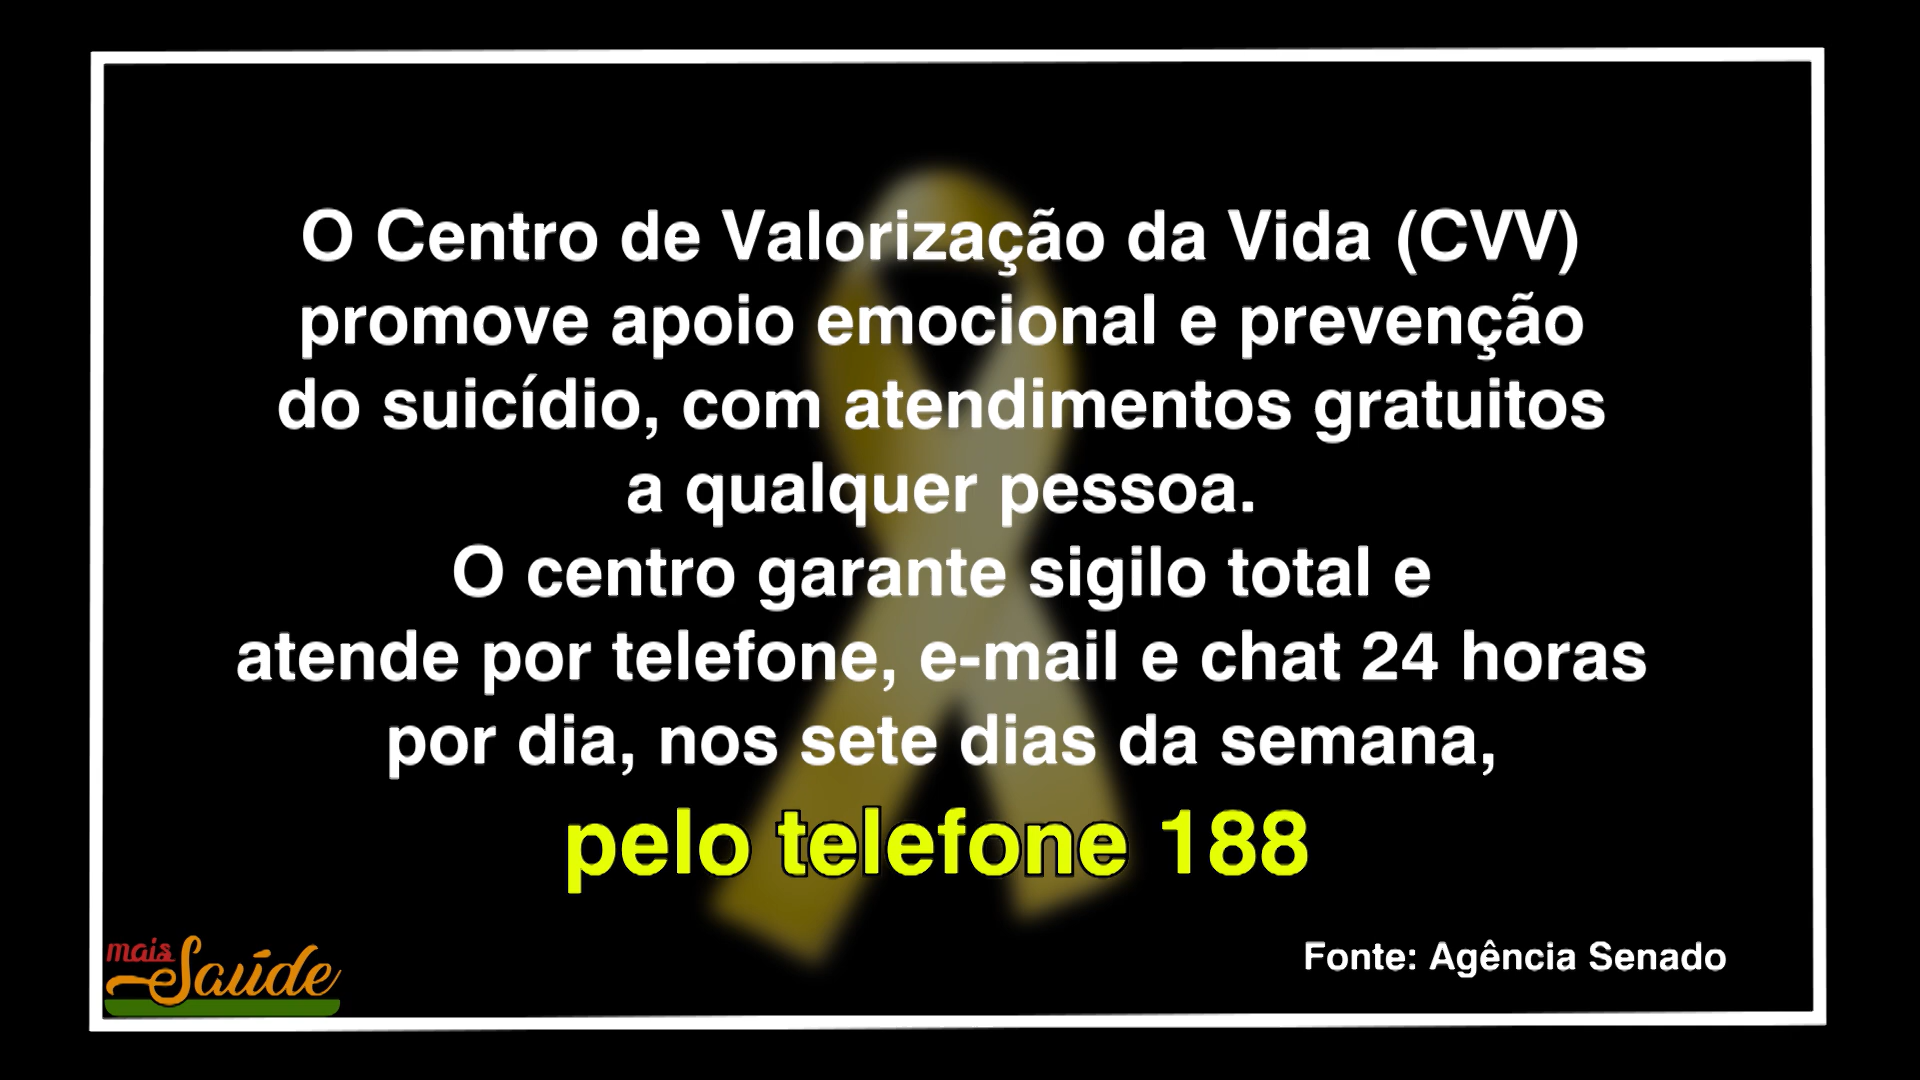 O Centro de Valorização da Vida (CVV)
promove apoio emocional e prevenção
do suicídio, com atendimentos gratuitos
a qualquer pessoa.
O centro garante sigilo total e
atende por telefone, e-mail e chat 24 horas
por dia, nos sete dias da semana,
pelo telefone 188
Fonte: Agência Senado
mais
Saúde